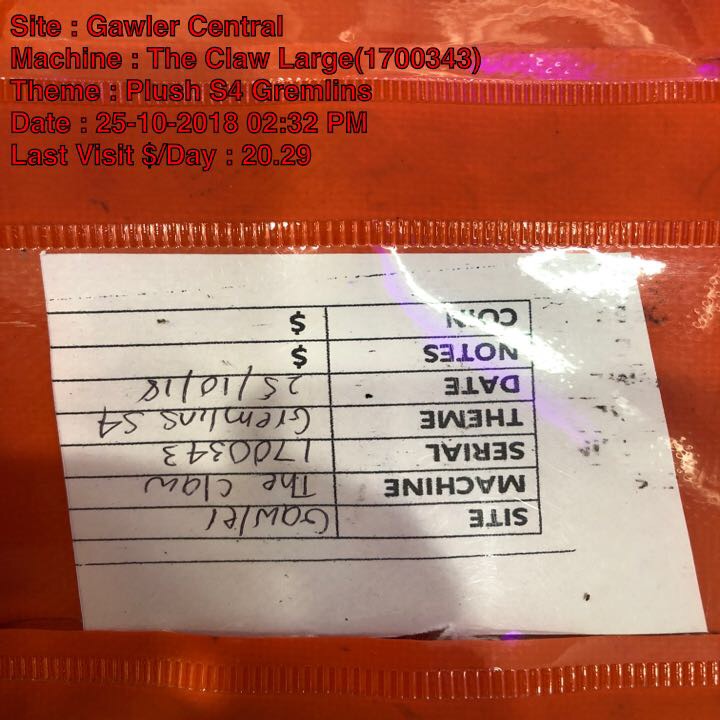 Site : Gawler Central
Machine : The Claw Large(1700343)
Theme : Plush S4 Gremlins
Date : 25-10-2018 02:32 PM
Last Visit $/Day : 20.29
SITE Gawler
MACHINE The Claw
SERIAL 1700343
THEME Gremlins S4
DATE 25/10/18
NOTES $
COIN $